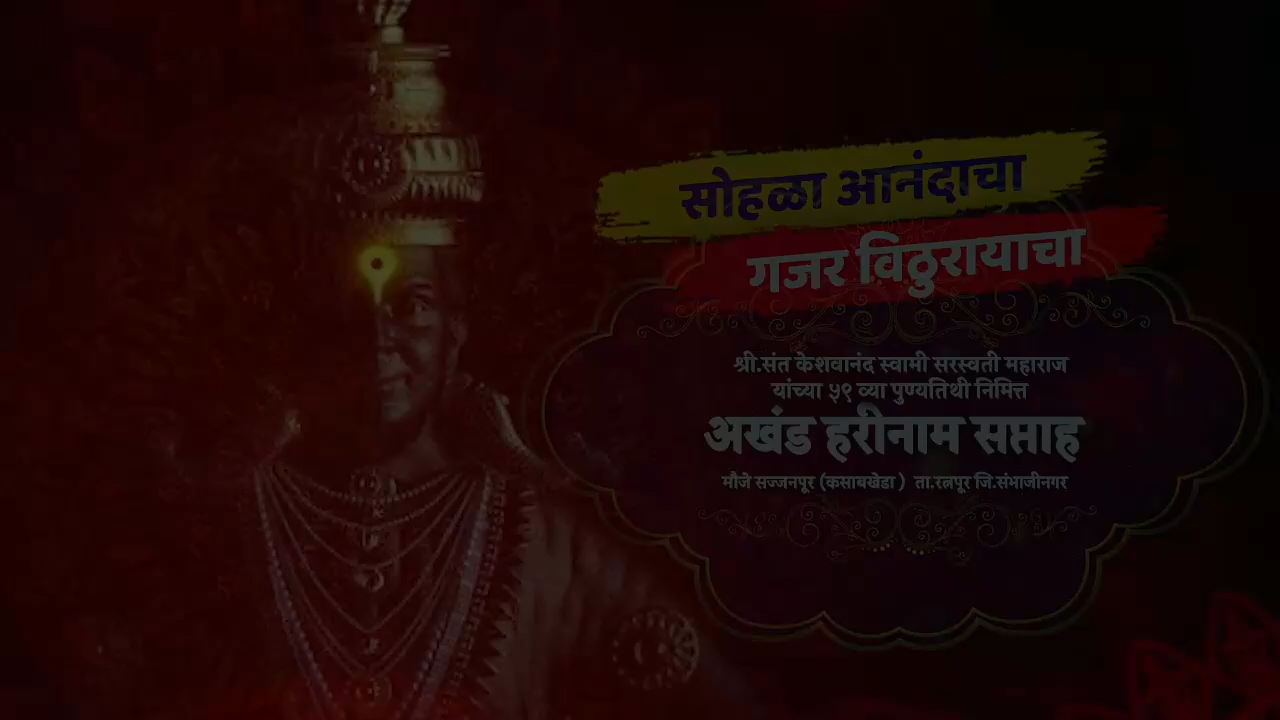 सोहळा आनंदाचा
गजर विठुरायाचा
श्री.संत केशवानंद स्वामी सरस्वती महाराज
यांच्या ५९ व्या पुण्यतिथी निमित्त
अखंड हरीनाम सप्ताह
मौजे सज्जनपूर (कसाबखेडा ) ता.रत्नपूर जि.संभाजीनगर